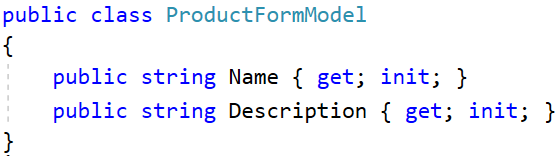 public class ProductFormModel
{
    public string Name { get; init; }
    public string Description { get; init; }
}